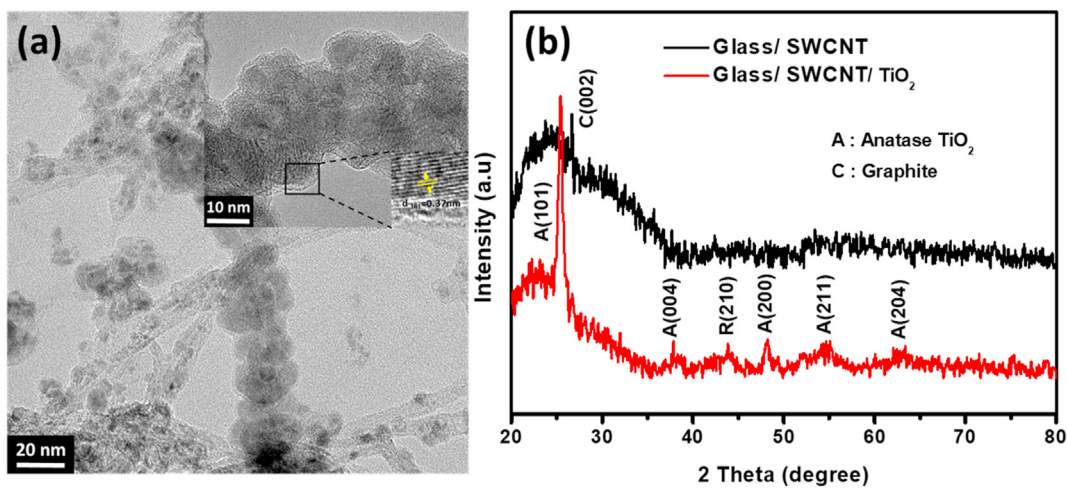 (a)
10 nm
=0.37nm
20 nm
(b)
Glass/ SWCNT
Glass/ SWCNT/ TiO₂
C(002)
A : Anatase TiO₂
C : Graphite
A(101)
A(004)
R(210)
A(200)
A(211)
A(204)
Intensity (a.u)
20 30 40 50 60 70 80
2 Theta (degree)